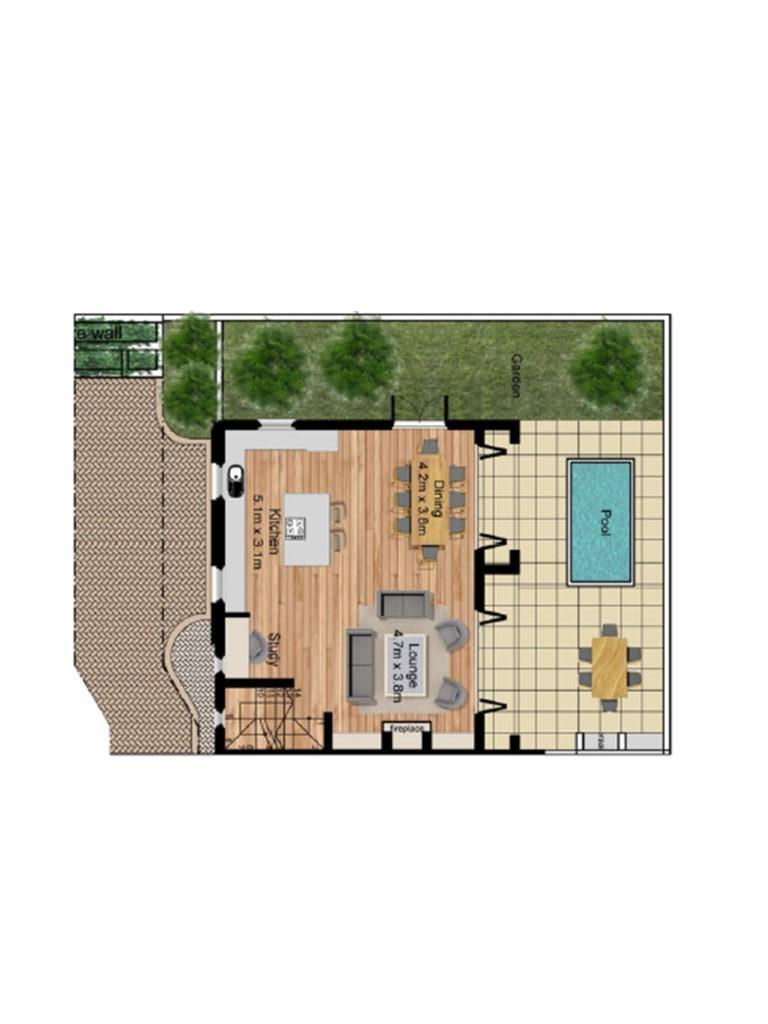 e wall
Garden
Pool
Dining
4.2m x 3.8m
Kitchen
5.1m x 3.1m
Study
Lounge
4.7m x 3.8m
fireplace